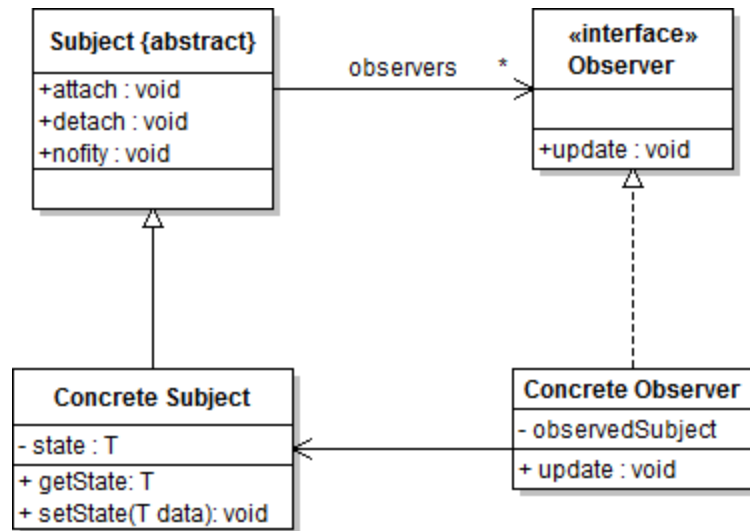 Subject {abstract}
+attach : void
+detach : void
+nofity : void
observers *
«interface»
Observer
+update : void
Concrete Subject
- state : T
+ getState: T
+ setState(T data): void
Concrete Observer
- observedSubject
+ update : void